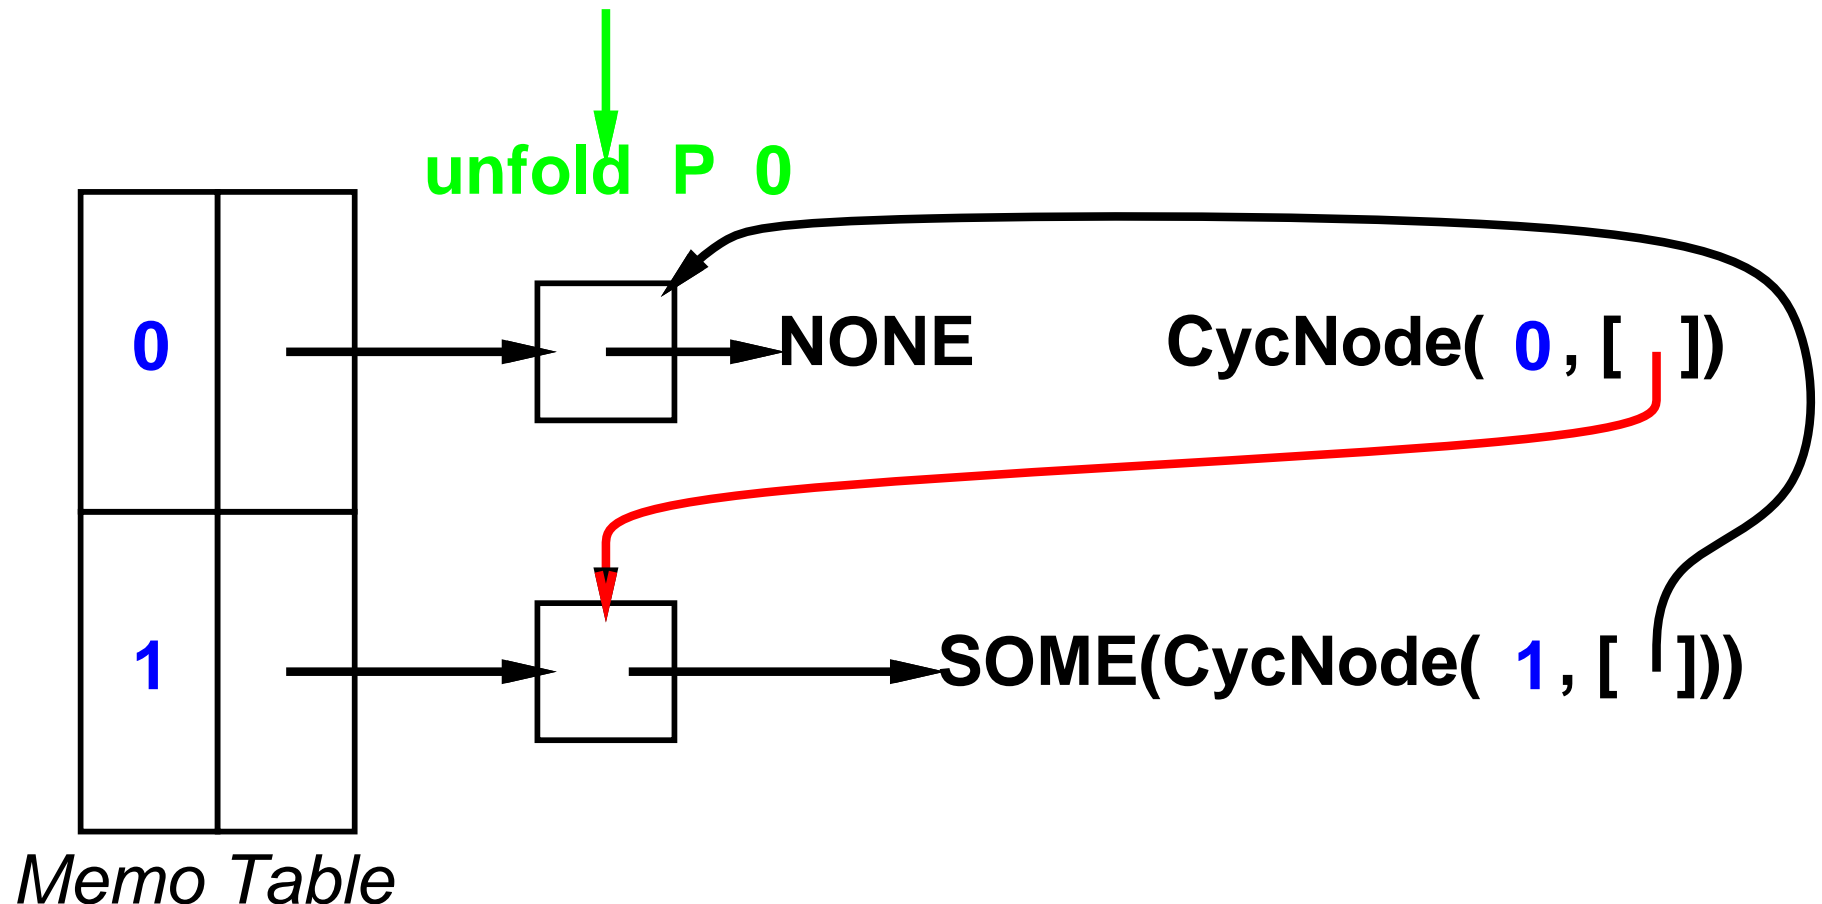 unfold P 0
0 NONE CycNode( 0 , [ ])
1 SOME(CycNode( 1 , [ ]))
Memo Table